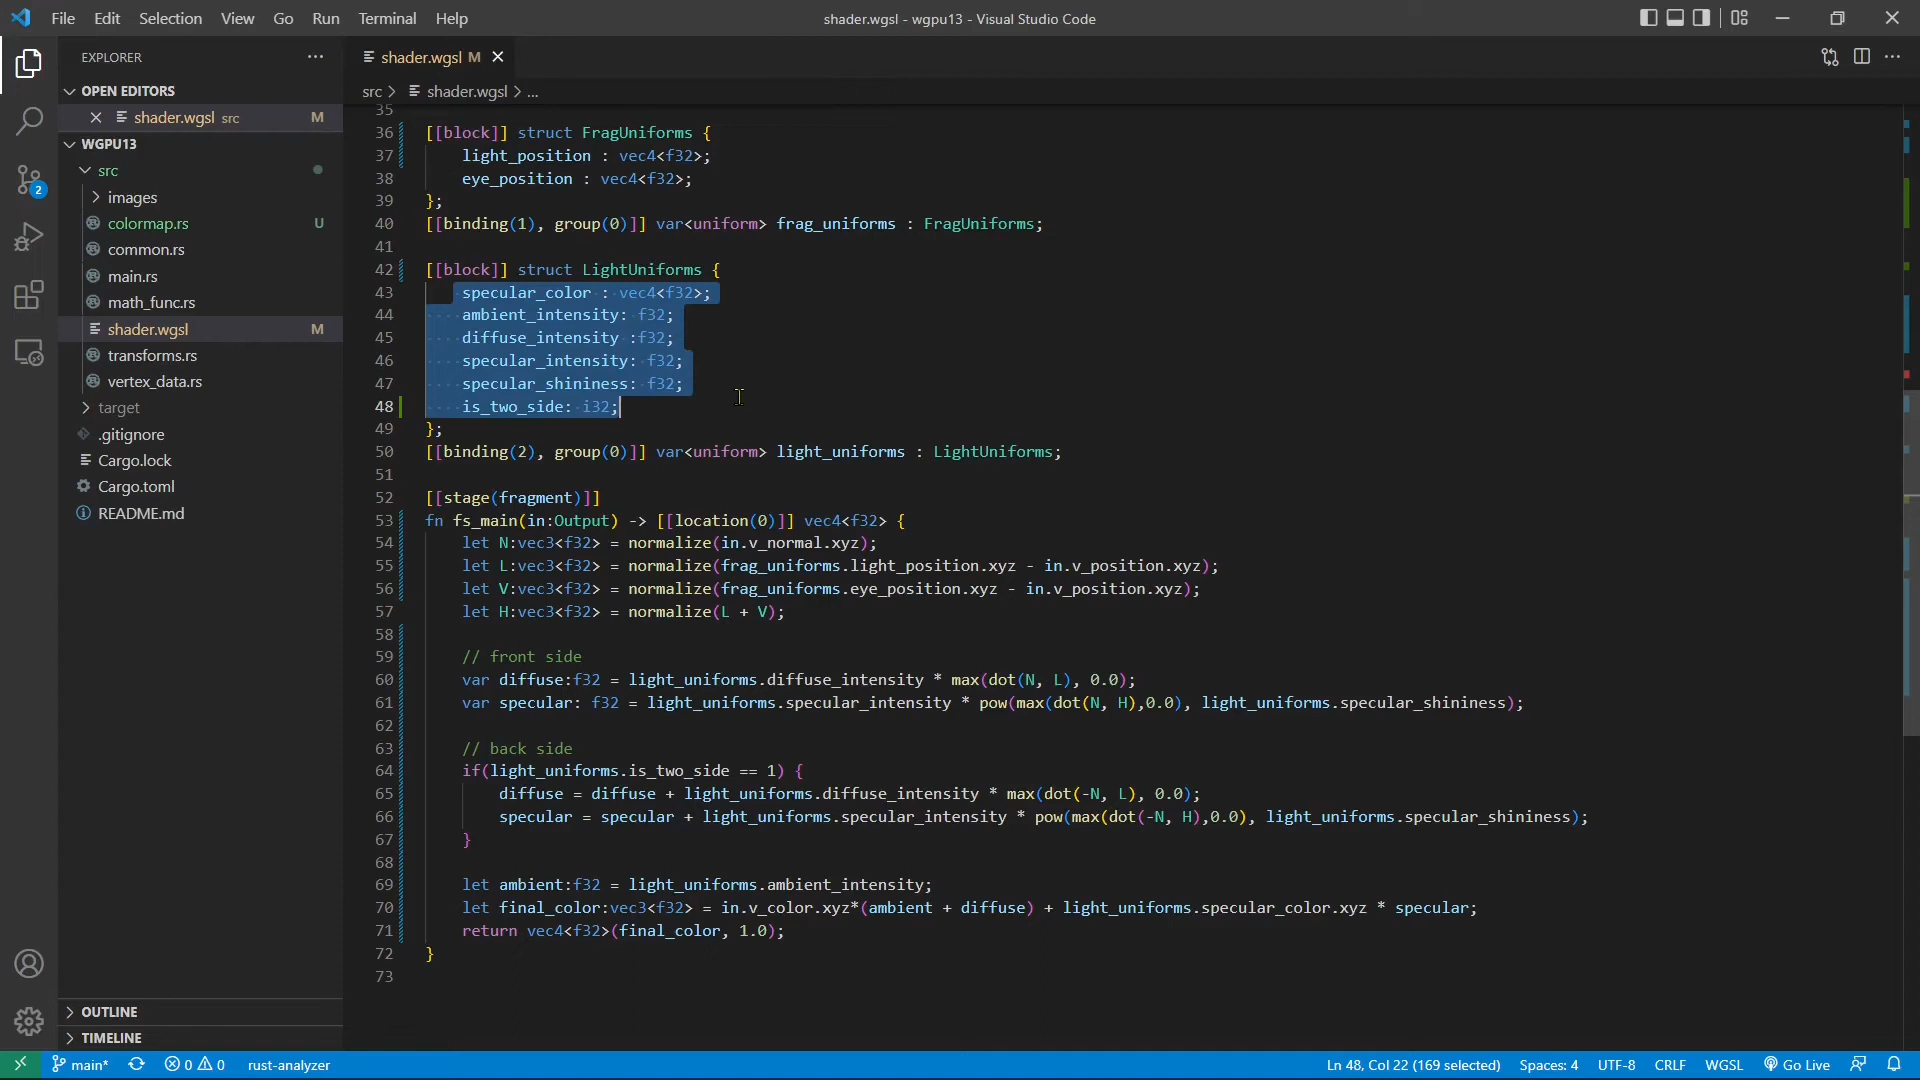 File Edit Selection View Go Run Terminal Help
shader.wgsl - wgpu13 - Visual Studio Code
EXPLORER
OPEN EDITORS
shader.wgsl src M
WGPU13
src
images
colormap.rs U
common.rs
main.rs
math_func.rs
shader.wgsl M
transforms.rs
vertex_data.rs
target
.gitignore
Cargo.lock
Cargo.toml
README.md
OUTLINE
TIMELINE
2
shader.wgsl M
src > shader.wgsl > ...
35
36 [[block]] struct FragUniforms {
37 light_position : vec4<f32>;
38 eye_position : vec4<f32>;
39 };
40 [[binding(1), group(0)]] var<uniform> frag_uniforms : FragUniforms;
41
42 [[block]] struct LightUniforms {
43 specular_color : vec4<f32>;
44 ambient_intensity: f32;
45 diffuse_intensity :f32;
46 specular_intensity: f32;
47 specular_shininess: f32;
48 is_two_side: i32;
49 };
50 [[binding(2), group(0)]] var<uniform> light_uniforms : LightUniforms;
51
52 [[stage(fragment)]]
53 fn fs_main(in:Output) -> [[location(0)]] vec4<f32> {
54 let N:vec3<f32> = normalize(in.v_normal.xyz);
55 let L:vec3<f32> = normalize(frag_uniforms.light_position.xyz - in.v_position.xyz);
56 let V:vec3<f32> = normalize(frag_uniforms.eye_position.xyz - in.v_position.xyz);
57 let H:vec3<f32> = normalize(L + V);
58
59 // front side
60 var diffuse:f32 = light_uniforms.diffuse_intensity * max(dot(N, L), 0.0);
61 var specular: f32 = light_uniforms.specular_intensity * pow(max(dot(N, H),0.0), light_uniforms.specular_shininess);
62
63 // back side
64 if(light_uniforms.is_two_side == 1) {
65 diffuse = diffuse + light_uniforms.diffuse_intensity * max(dot(-N, L), 0.0);
66 specular = specular + light_uniforms.specular_intensity * pow(max(dot(-N, H),0.0), light_uniforms.specular_shininess);
67 }
68
69 let ambient:f32 = light_uniforms.ambient_intensity;
70 let final_color:vec3<f32> = in.v_color.xyz*(ambient + diffuse) + light_uniforms.specular_color.xyz * specular;
71 return vec4<f32>(final_color, 1.0);
72 }
73
main* 0 0 rust-analyzer Ln 48, Col 22 (169 selected) Spaces: 4 UTF-8 CRLF WGSL Go Live